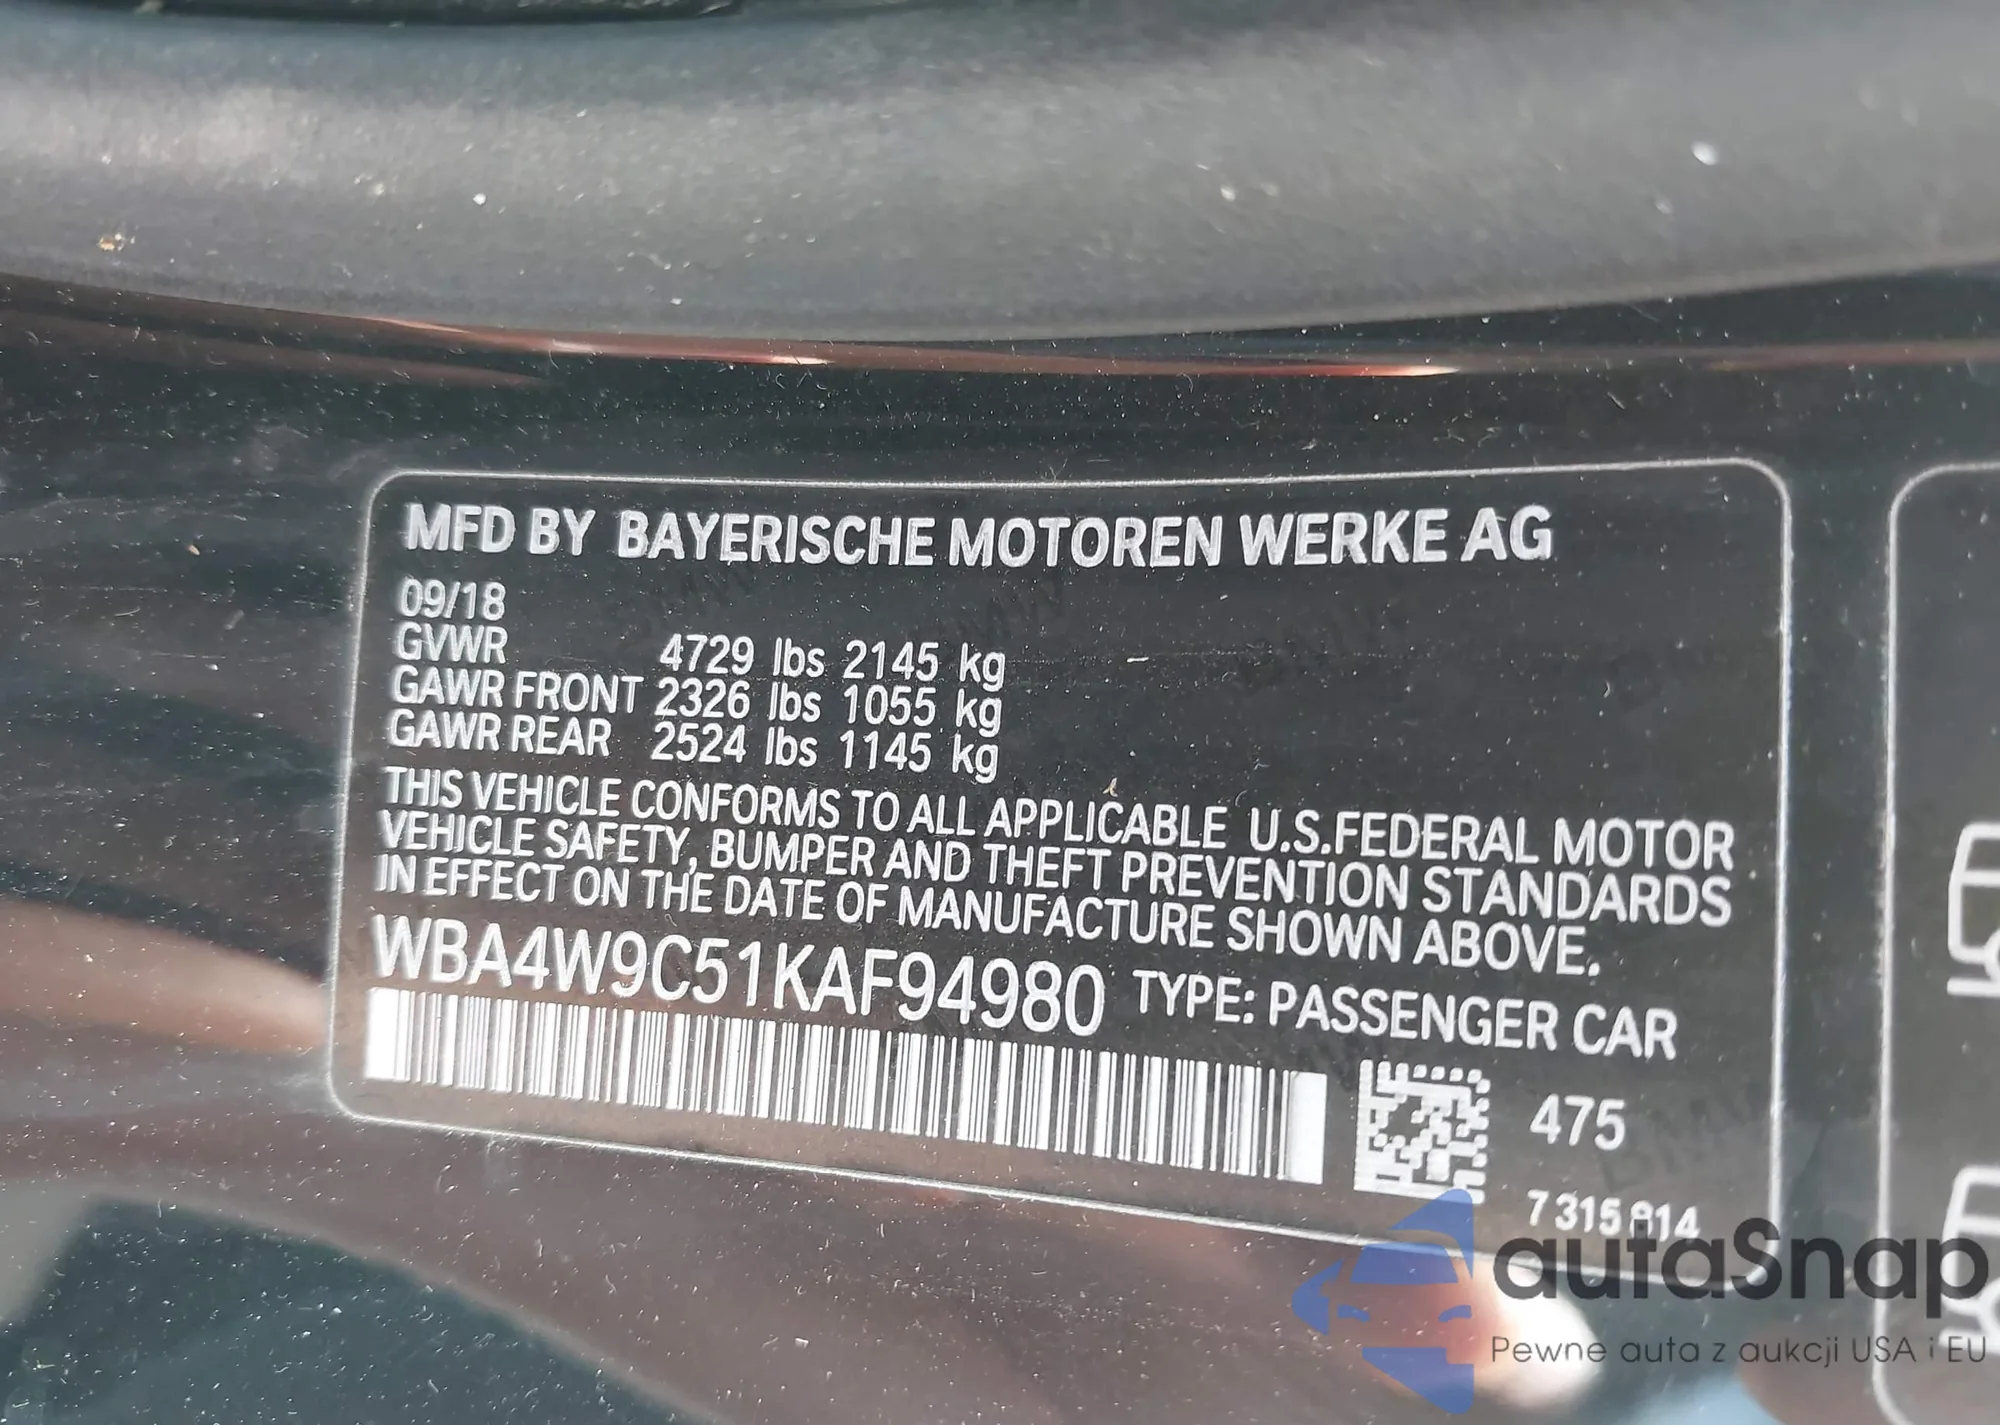 MFD BY BAYERISCHE MOTOREN WERKE AG
09/18
GVWR 4729 lbs 2145 kg
GAWR FRONT 2326 lbs 1055 kg
GAWR REAR 2524 lbs 1145 kg
THIS VEHICLE CONFORMS TO ALL APPLICABLE U.S.FEDERAL MOTOR
VEHICLE SAFETY, BUMPER AND THEFT PREVENTION STANDARDS
IN EFFECT ON THE DATE OF MANUFACTURE SHOWN ABOVE.
WBA4W9C51KAF94980 TYPE: PASSENGER CAR
475
autaSnap
Pewne auta z aukcji USA i EU